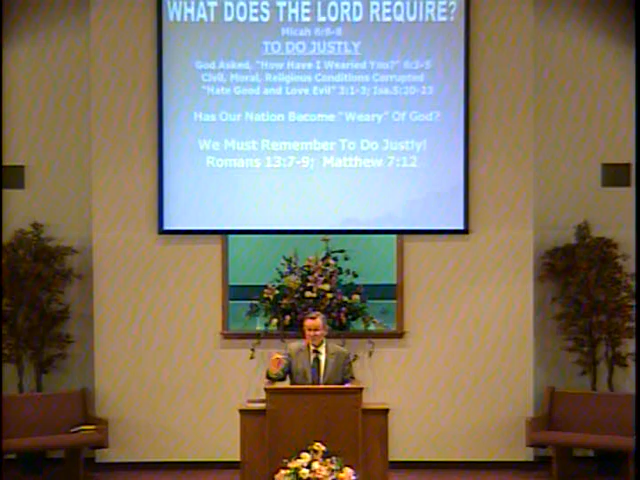 WHAT DOES THE LORD REQUIRE?
Micah 6:6-8
TO DO JUSTLY
God Asked, "How Have I Wearied You?" 6:3-5
Civil, Moral, Religious Conditions Corrupted
"Hate Good and Love Evil" 3:1-3; Isa.5:20-23
Has Our Nation Become "Weary" Of God?
We Must Remember To Do Justly!
Romans 13:7-9; Matthew 7:12